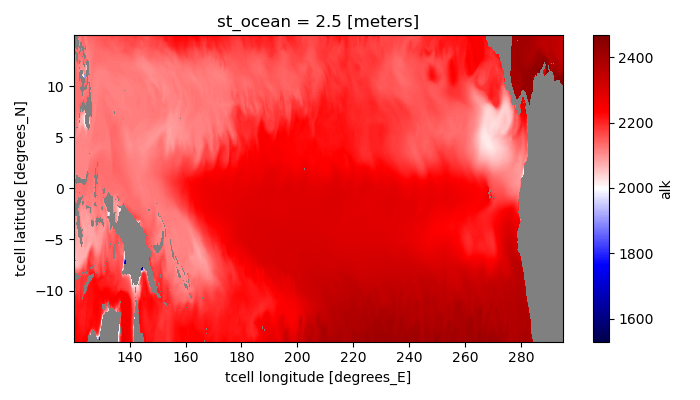 st_ocean = 2.5 [meters]
10
5
0
−5
−10
tcell latitude [degrees_N]
140 160 180 200 220 240 260 280
tcell longitude [degrees_E]
2400
2200
2000
1800
1600
alk